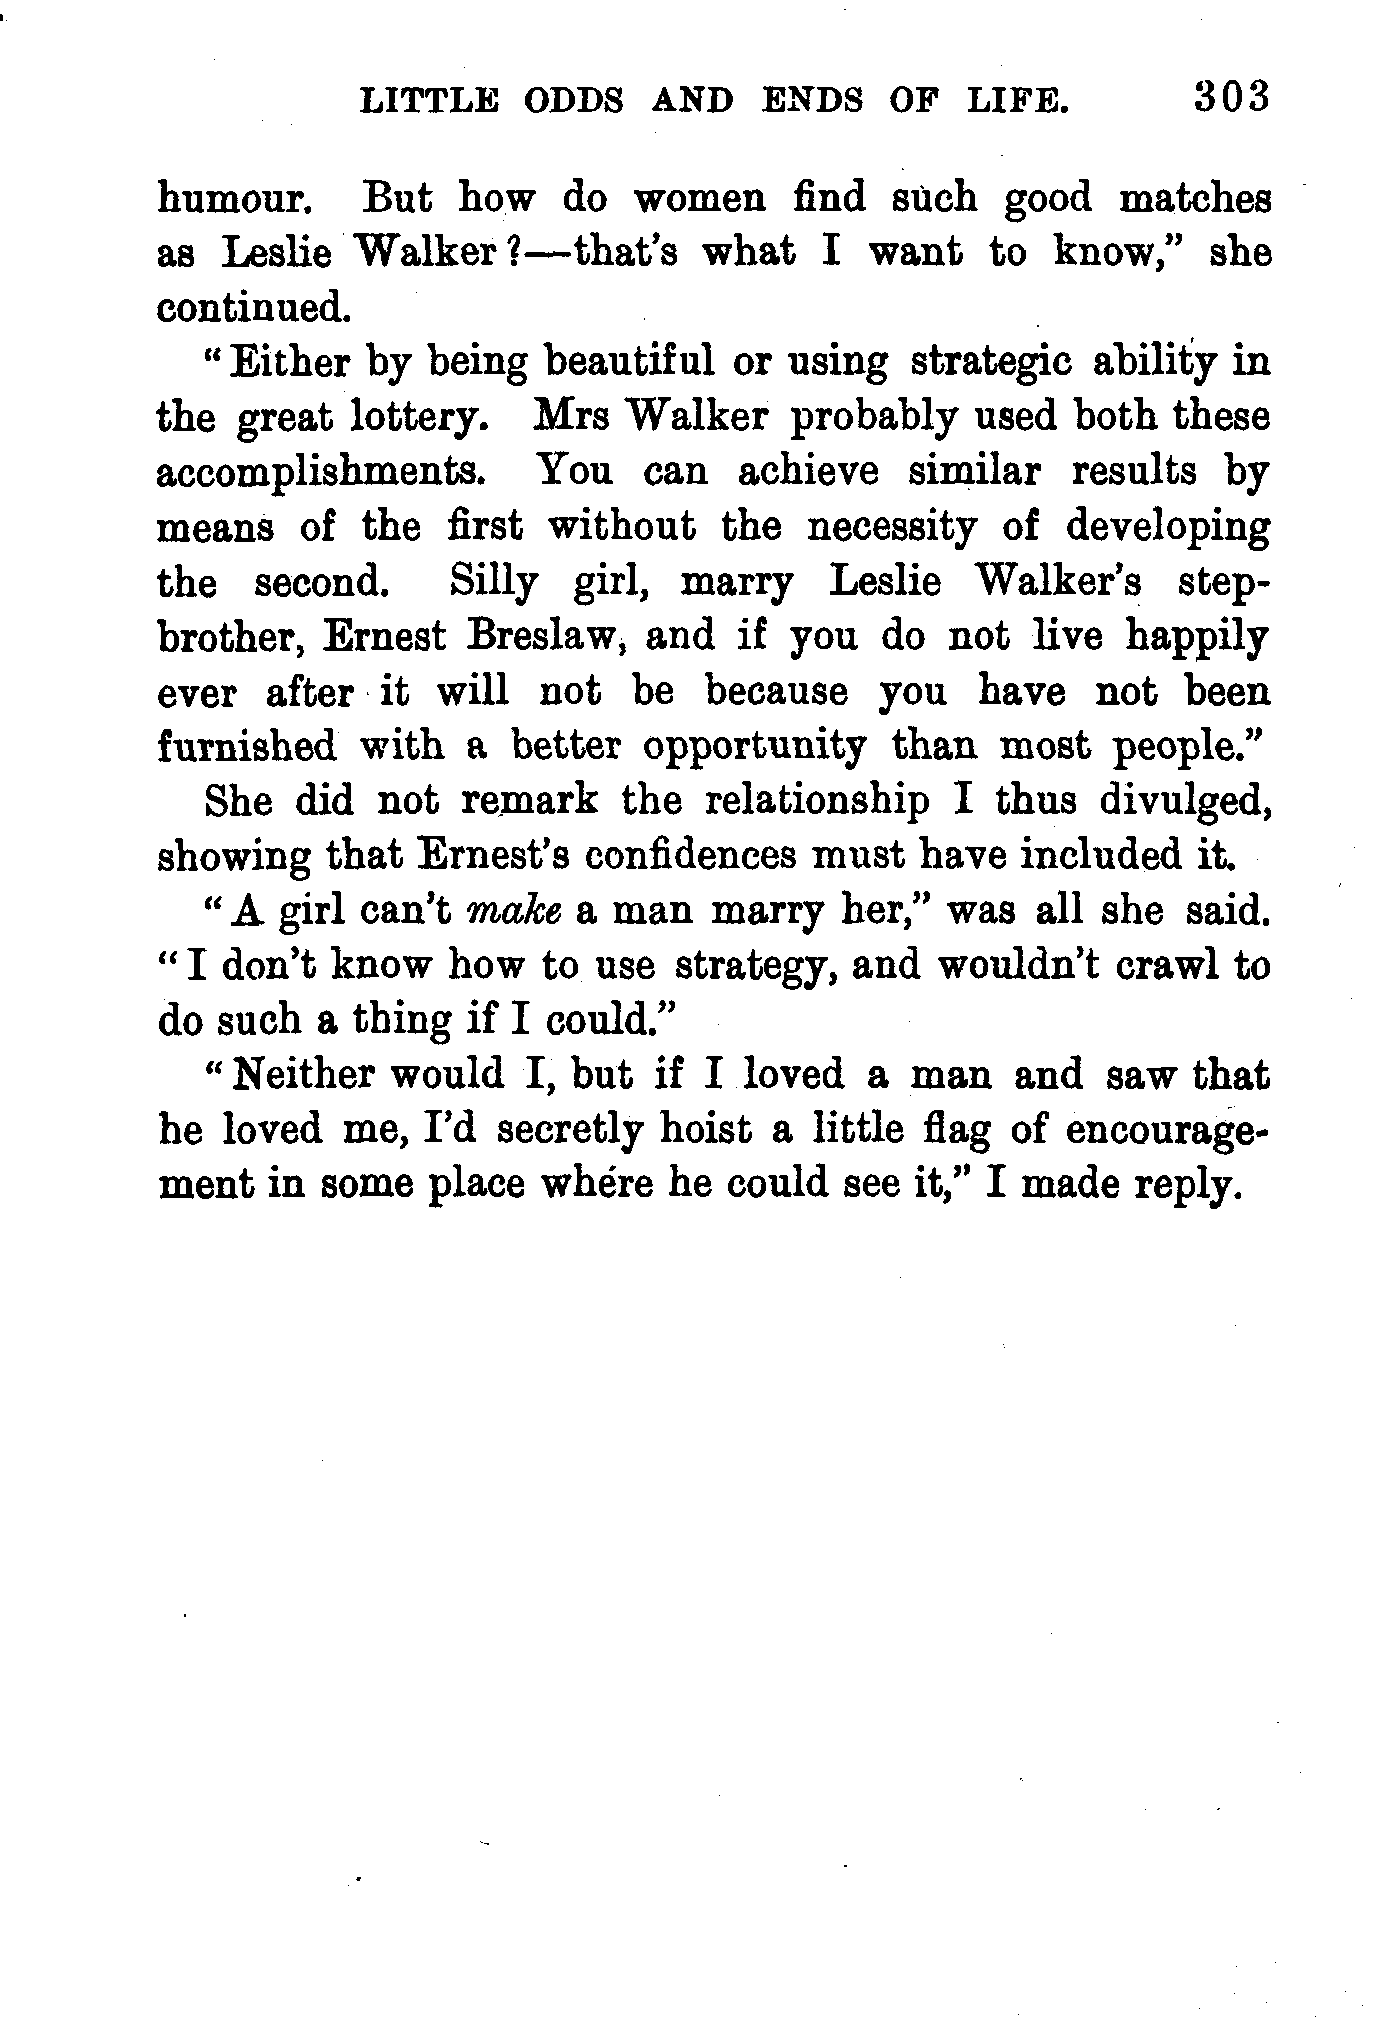 LITTLE ODDS AND ENDS OF LIFE. 303
humour. But how do women find such good matches
as Leslie Walker?—that's what I want to know,” she
continued.
“Either by being beautiful or using strategic ability in
the great lottery. Mrs Walker probably used both these
accomplishments. You can achieve similar results by
means of the first without the necessity of developing
the second. Silly girl, marry Leslie Walker's step-
brother, Ernest Breslaw, and if you do not live happily
ever after it will not be because you have not been
furnished with a better opportunity than most people.”
She did not remark the relationship I thus divulged,
showing that Ernest's confidences must have included it.
“A girl can't make a man marry her,” was all she said.
“I don't know how to use strategy, and wouldn't crawl to
do such a thing if I could.”
“Neither would I, but if I loved a man and saw that
he loved me, I'd secretly hoist a little flag of encourage-
ment in some place where he could see it,” I made reply.